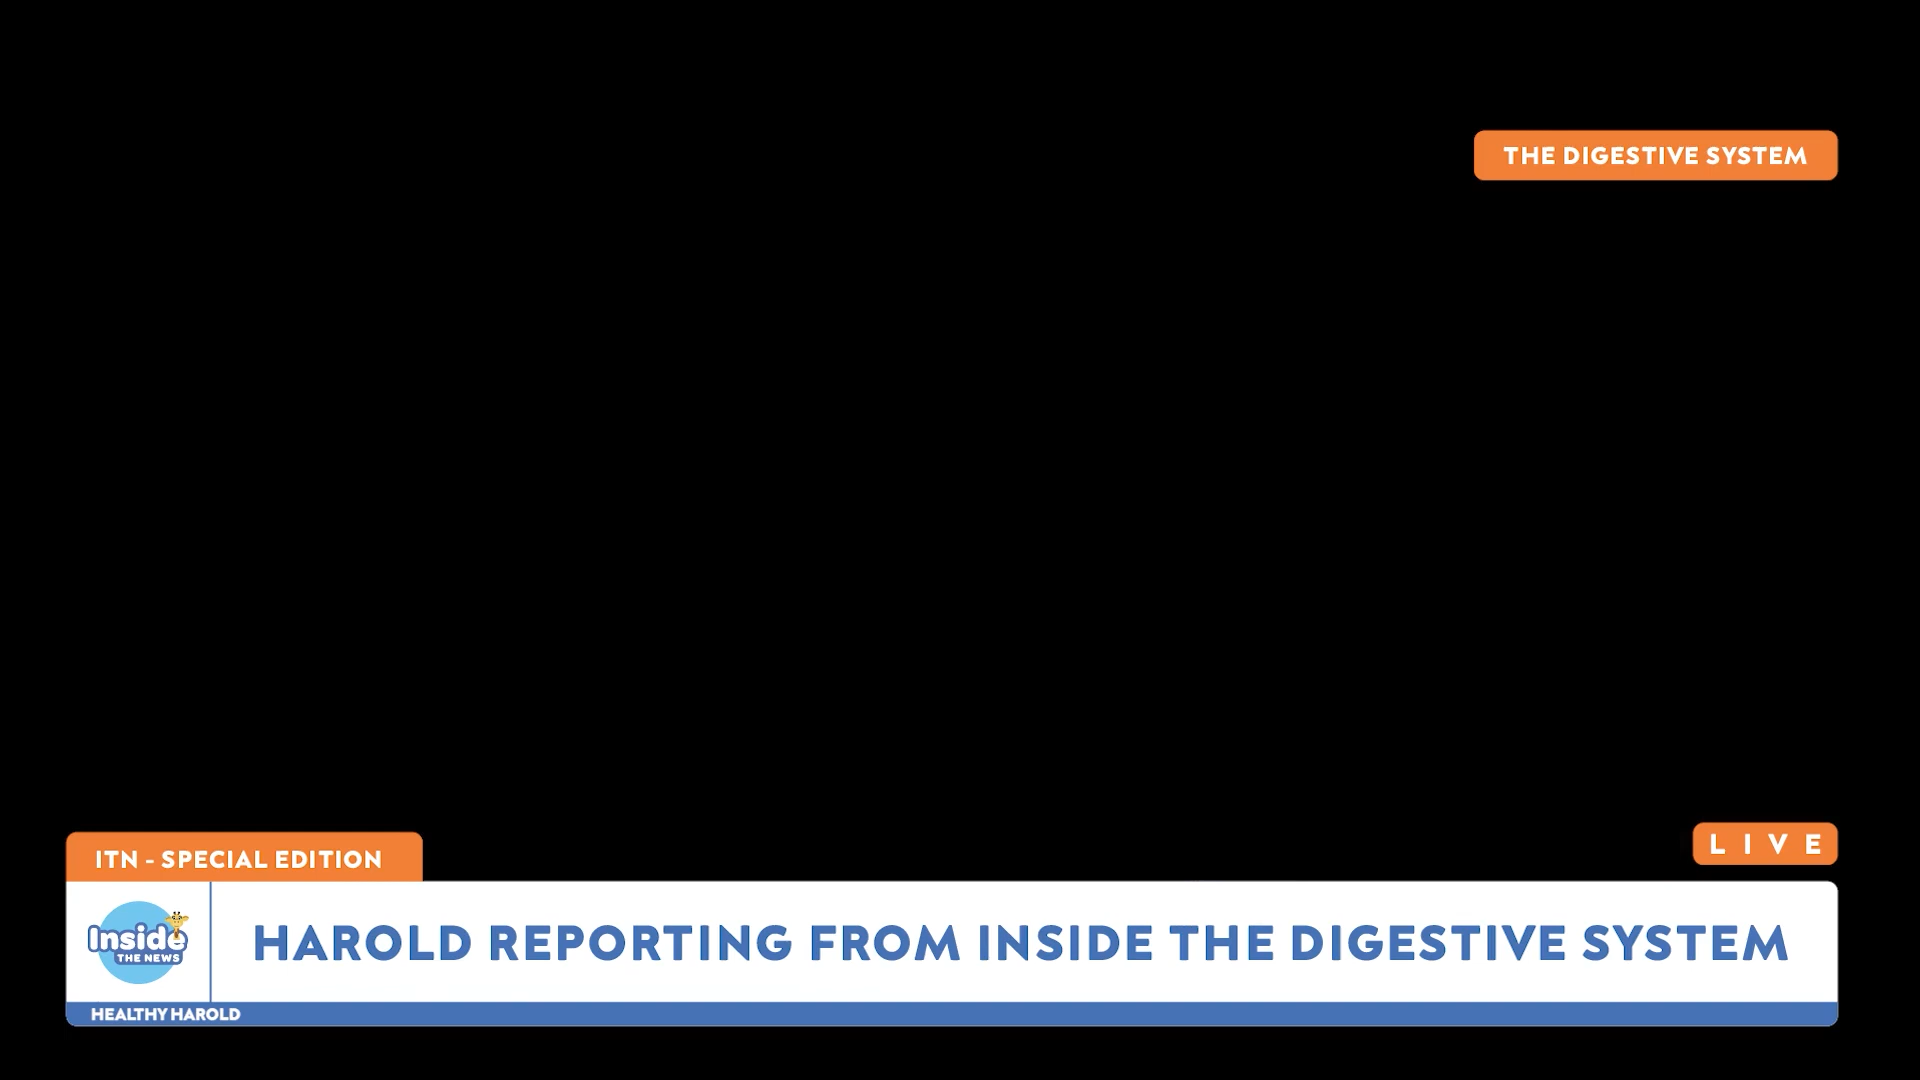 THE DIGESTIVE SYSTEM
LIVE
ITN - SPECIAL EDITION
Inside
THE NEWS
HAROLD REPORTING FROM INSIDE THE DIGESTIVE SYSTEM
HEALTHY HAROLD